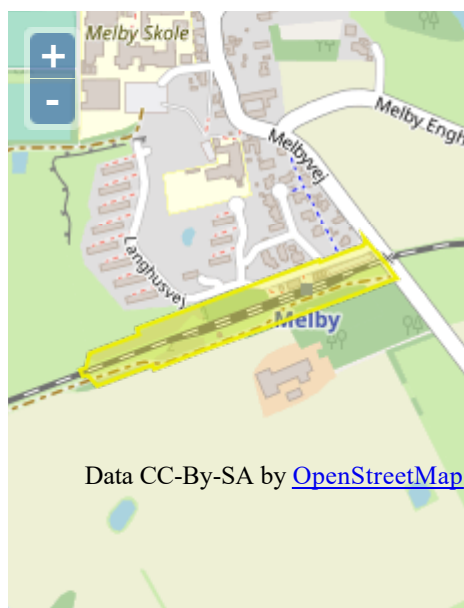 Melby Skole
+
-
Melbyvej
Melby Engh
Langhusvej
Melby
Data CC-By-SA by OpenStreetMap